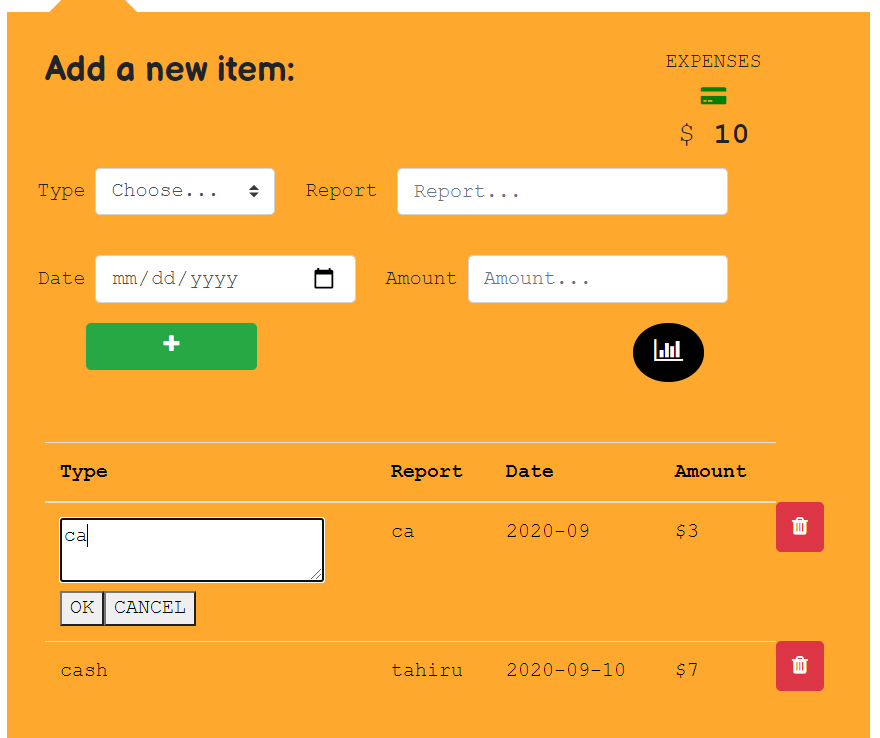 Add a new item:
EXPENSES
$ 10
Type Choose... Report Report...
Date mm/dd/yyyy Amount Amount...
Type Report Date Amount
ca ca 2020-09 $3
OK CANCEL
cash tahiru 2020-09-10 $7